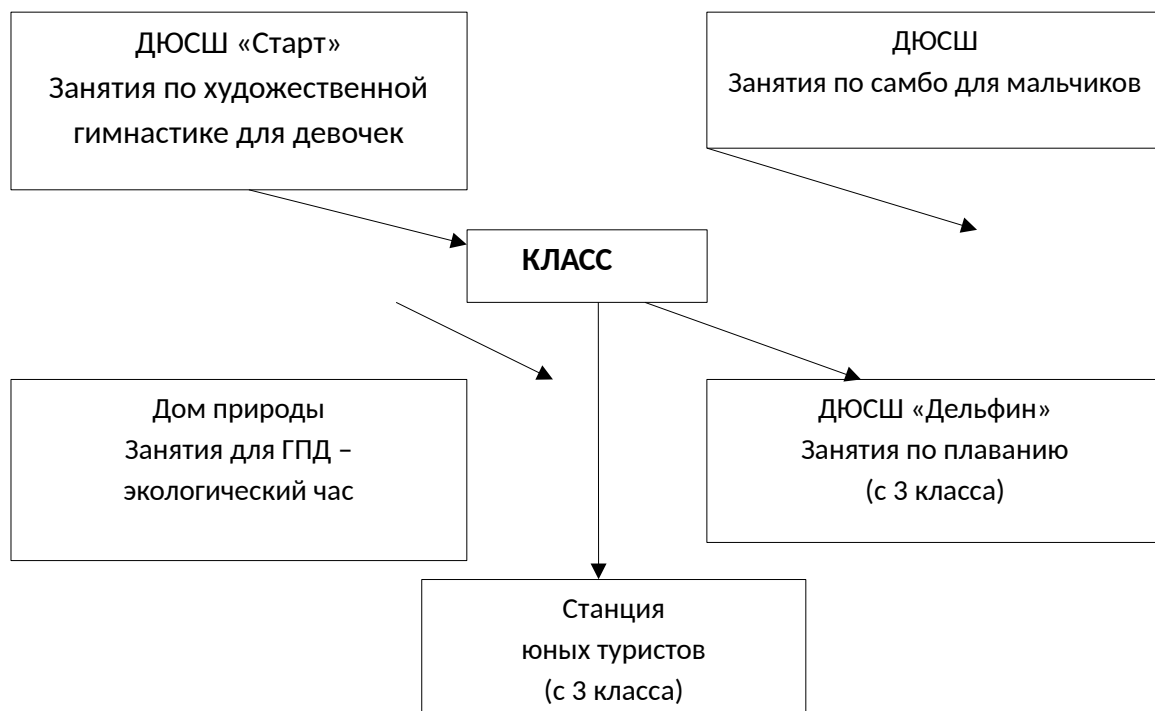 ДЮСШ «Старт»
Занятия по художественной
гимнастике для девочек
ДЮСШ
Занятия по самбо для мальчиков
КЛАСС
Дом природы
Занятия для ГПД –
экологический час
ДЮСШ «Дельфин»
Занятия по плаванию
(с 3 класса)
Станция
юных туристов
(с 3 класса)